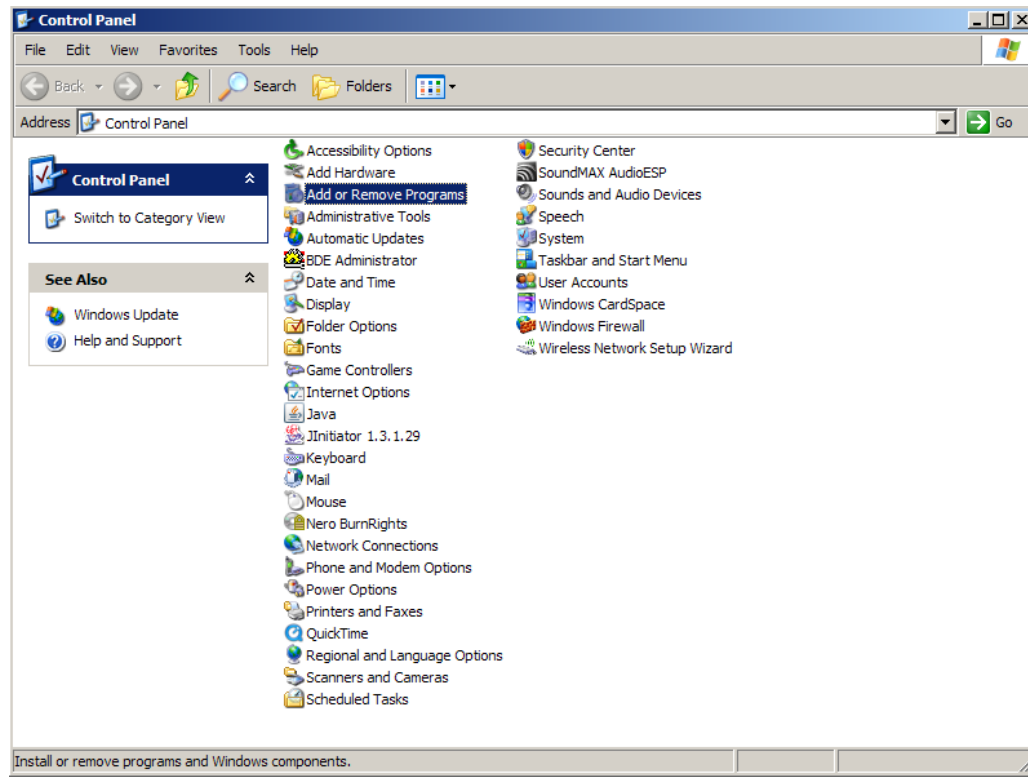 Control Panel
File Edit View Favorites Tools Help
Back Search Folders
Address Control Panel Go
Control Panel
Switch to Category View
See Also
Windows Update
Help and Support
Accessibility Options
Add Hardware
Add or Remove Programs
Administrative Tools
Automatic Updates
BDE Administrator
Date and Time
Display
Folder Options
Fonts
Game Controllers
Internet Options
Java
JInitiator 1.3.1.29
Keyboard
Mail
Mouse
Nero BurnRights
Network Connections
Phone and Modem Options
Power Options
Printers and Faxes
QuickTime
Regional and Language Options
Scanners and Cameras
Scheduled Tasks
Security Center
SoundMAX AudioESP
Sounds and Audio Devices
Speech
System
Taskbar and Start Menu
User Accounts
Windows CardSpace
Windows Firewall
Wireless Network Setup Wizard
Install or remove programs and Windows components.